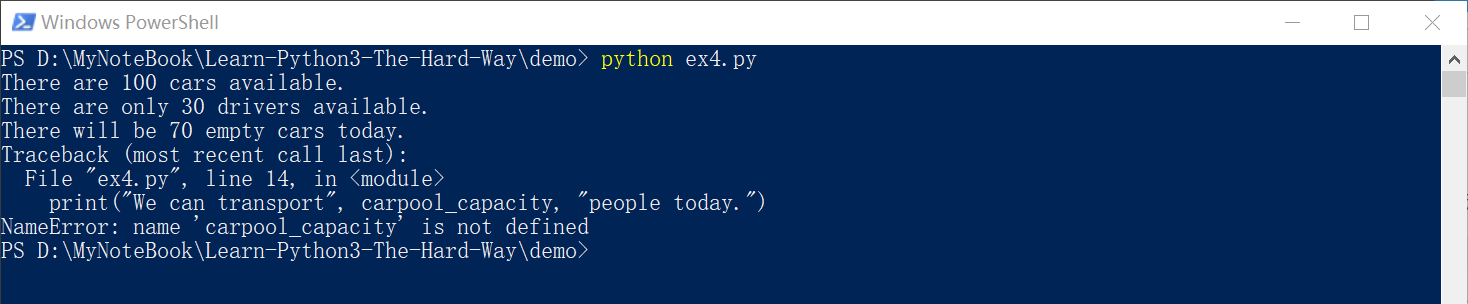 Windows PowerShell
PS D:\MyNoteBook\Learn-Python3-The-Hard-Way\demo> python ex4.py
There are 100 cars available.
There are only 30 drivers available.
There will be 70 empty cars today.
Traceback (most recent call last):
  File "ex4.py", line 14, in <module>
    print("We can transport", carpool_capacity, "people today.")
NameError: name 'carpool_capacity' is not defined
PS D:\MyNoteBook\Learn-Python3-The-Hard-Way\demo>